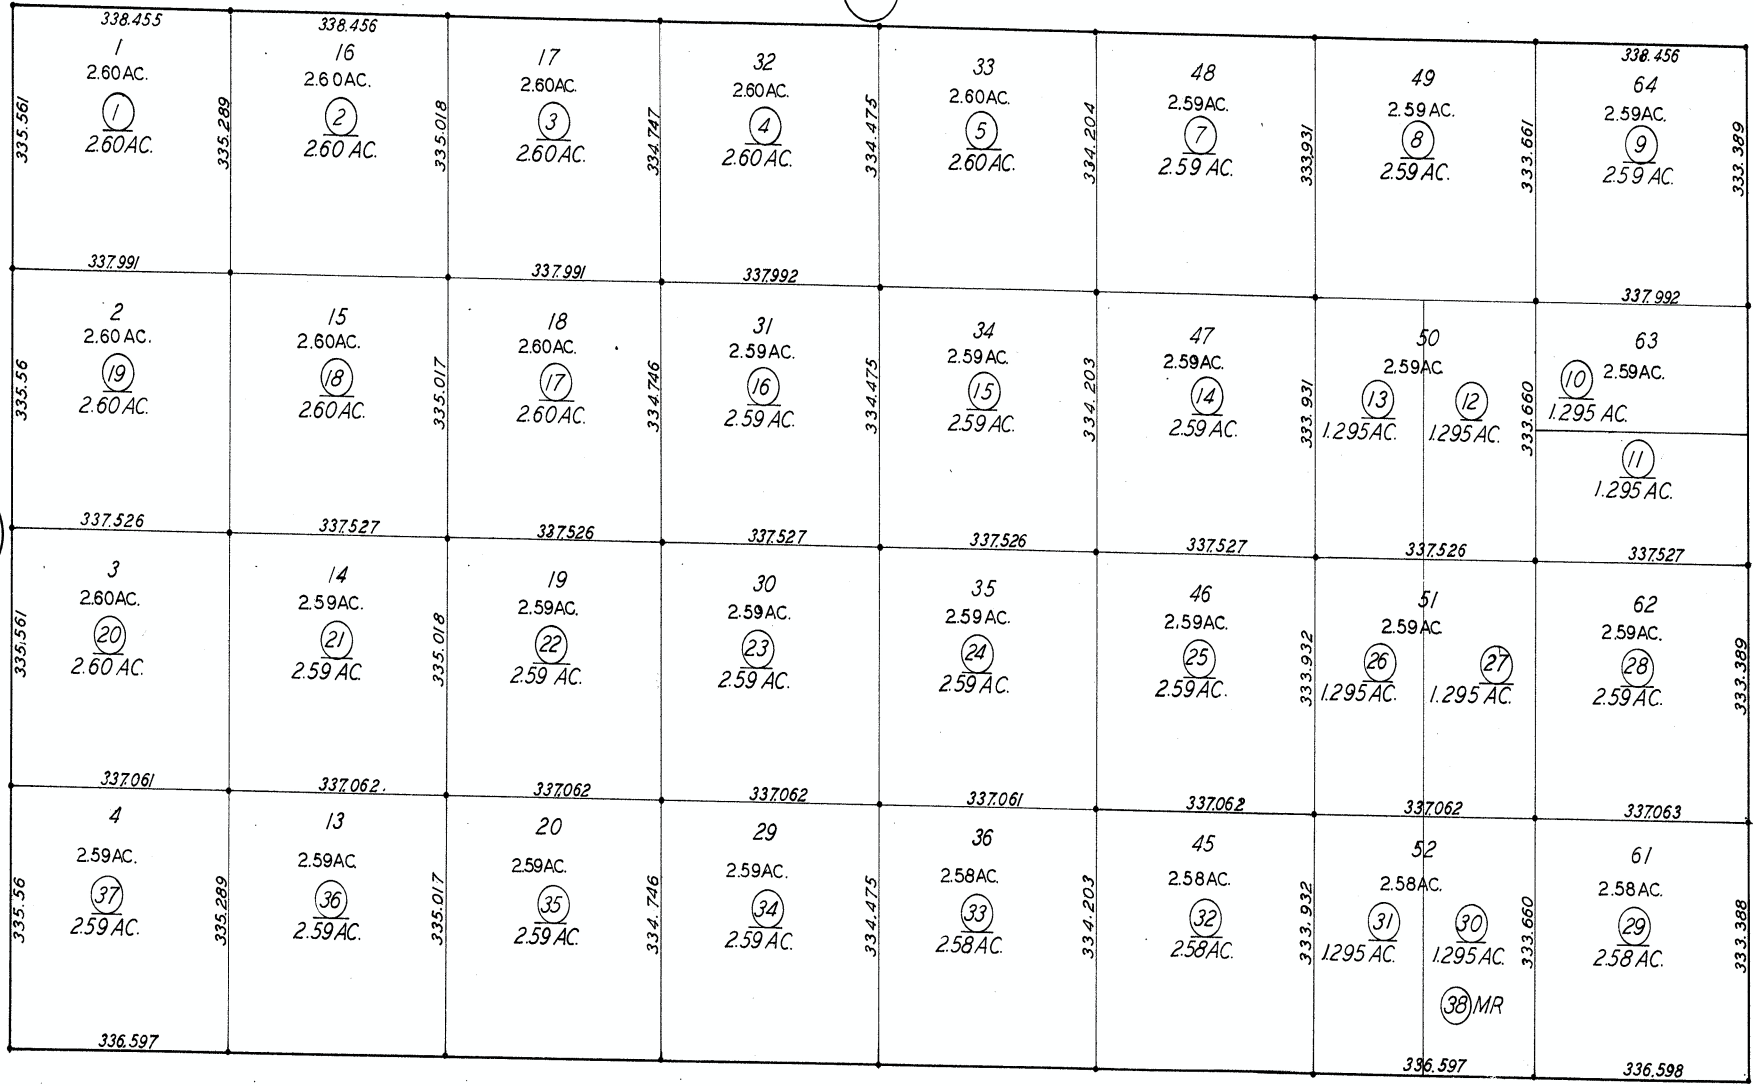 338.455
338.456
338.456
1
2.60 AC.
1
2.60 AC.
16
2.60 AC.
2
2.60 AC.
17
2.60 AC.
3
2.60 AC.
32
2.60 AC.
4
2.60 AC.
33
2.60 AC.
5
2.60 AC.
48
2.59 AC.
7
2.59 AC.
49
2.59 AC.
8
2.59 AC.
64
2.59 AC.
9
2.59 AC.
335.561
335.289
335.018
334.747
334.475
334.204
333.931
333.661
333.389
337.991
337.991
337.992
337.992
2
2.60 AC.
19
2.60 AC.
15
2.60 AC.
18
2.60 AC.
18
2.60 AC.
17
2.60 AC.
31
2.59 AC.
16
2.59 AC.
34
2.59 AC.
15
2.59 AC.
47
2.59 AC.
14
2.59 AC.
50
2.59 AC.
13
1.295 AC.
12
1.295 AC.
63
10 2.59 AC.
1.295 AC.
11
1.295 AC.
335.56
335.017
334.746
334.475
334.203
333.931
333.660
337.526
337.527
337.526
337.527
337.526
337.527
337.526
337.527
3
2.60 AC.
20
2.60 AC.
14
2.59 AC.
21
2.59 AC.
19
2.59 AC.
22
2.59 AC.
30
2.59 AC.
23
2.59 AC.
35
2.59 AC.
24
2.59 AC.
46
2.59 AC.
25
2.59 AC.
51
2.59 AC.
26
1.295 AC.
27
1.295 AC.
62
2.59 AC.
28
2.59 AC.
335.561
335.018
333.932
333.389
337.061
337.062
337.062
337.062
337.061
337.062
337.062
337.063
4
2.59 AC.
37
2.59 AC.
13
2.59 AC.
36
2.59 AC.
20
2.59 AC.
35
2.59 AC.
29
2.59 AC.
34
2.59 AC.
36
2.58 AC.
33
2.58 AC.
45
2.58 AC.
32
2.58 AC.
52
2.58 AC.
31
1.295 AC.
30
1.295 AC.
38 MR
61
2.58 AC.
29
2.58 AC.
335.56
335.289
335.017
334.746
334.475
334.203
333.932
333.660
333.388
336.597
336.597
336.598